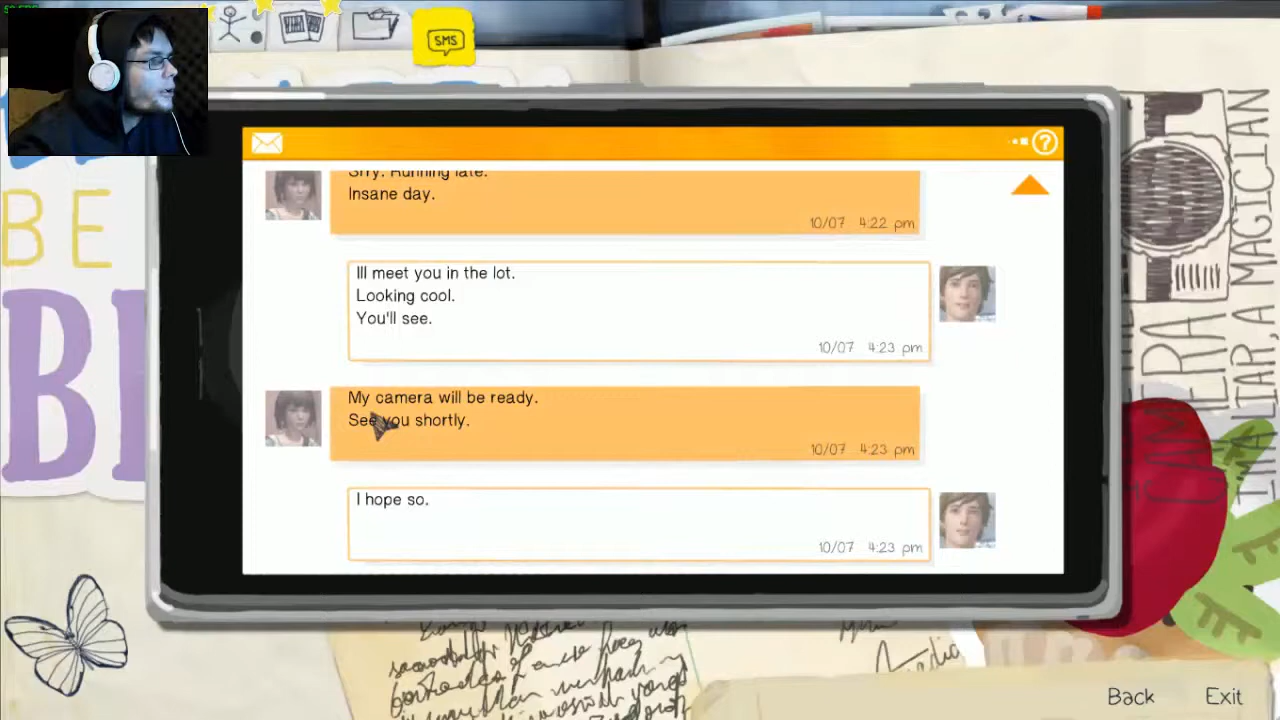 SMS
Srry. Running late.
Insane day.
10/07 4:22 pm
Ill meet you in the lot.
Looking cool.
You'll see.
10/07 4:23 pm
My camera will be ready.
See you shortly.
10/07 4:23 pm
I hope so.
10/07 4:23 pm
BE
Back
Exit